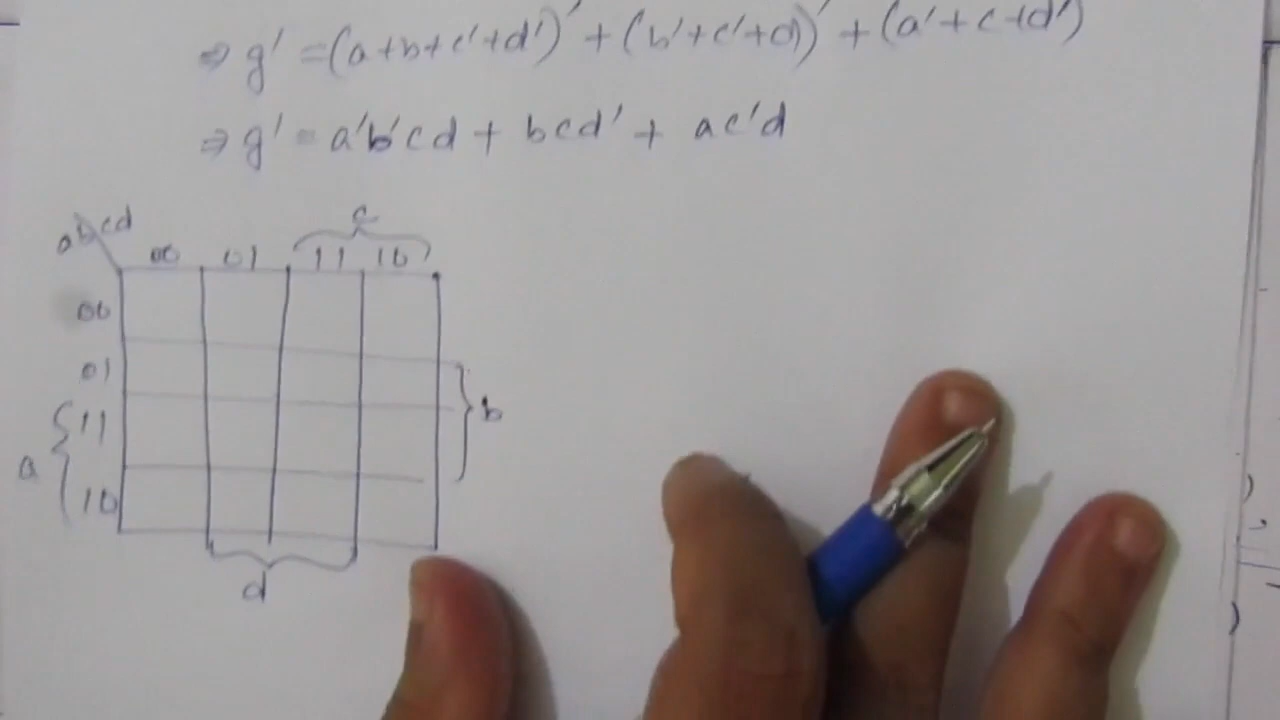 ⇒ g' = (a+b+c'+d')' + (b'+c'+d)' + (a'+c+d')
⇒ g' = a'b'cd + bcd' + ac'd
c
ab cd
00 01 11 10
00
01
b
11
a
10
d